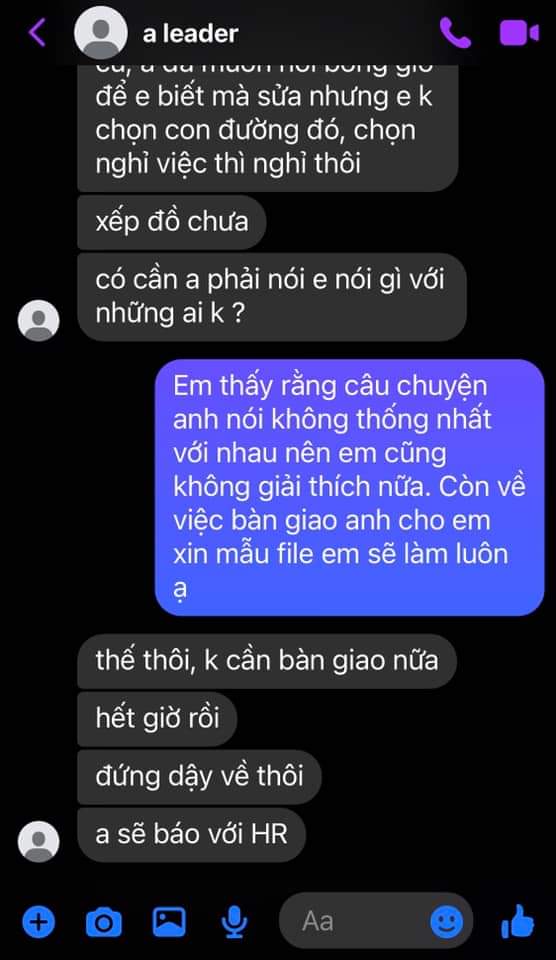 a leader
để e biết mà sửa nhưng e k
chọn con đường đó, chọn
nghỉ việc thì nghỉ thôi
xếp đồ chưa
có cần a phải nói e nói gì với
những ai k ?
Em thấy rằng câu chuyện
anh nói không thống nhất
với nhau nên em cũng
không giải thích nữa. Còn về
việc bàn giao anh cho em
xin mẫu file em sẽ làm luôn
ạ
thế thôi, k cần bàn giao nữa
hết giờ rồi
đứng dậy về thôi
a sẽ báo với HR
Aa